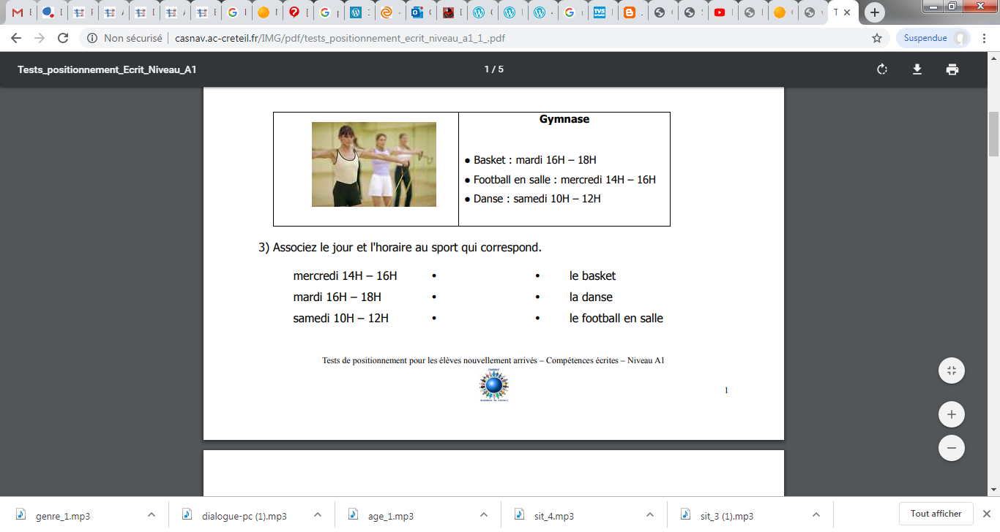 Non sécurisé | casnav.ac-creteil.fr/IMG/pdf/tests_positionnement_ecrit_niveau_a1_1_.pdf
Suspendue
Tests_positionnement_Ecrit_Niveau_A1
1 / 5
Gymnase
● Basket : mardi 16H – 18H
● Football en salle : mercredi 14H – 16H
● Danse : samedi 10H – 12H
3) Associez le jour et l'horaire au sport qui correspond.
mercredi 14H – 16H • • le basket
mardi 16H – 18H • • la danse
samedi 10H – 12H • • le football en salle
Tests de positionnement pour les élèves nouvellement arrivés – Compétences écrites – Niveau A1
1
genre_1.mp3
dialogue-pc (1).mp3
age_1.mp3
sit_4.mp3
sit_3 (1).mp3
Tout afficher